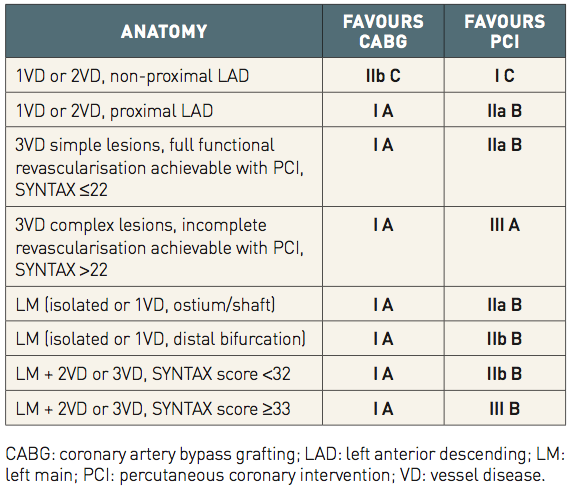 ANATOMY FAVOURS CABG FAVOURS PCI
1VD or 2VD, non-proximal LAD IIb C I C
1VD or 2VD, proximal LAD I A IIa B
3VD simple lesions, full functional
revascularisation achievable with PCI,
SYNTAX ≤22 I A IIa B
3VD complex lesions, incomplete
revascularisation achievable with PCI,
SYNTAX >22 I A III A
LM (isolated or 1VD, ostium/shaft) I A IIa B
LM (isolated or 1VD, distal bifurcation) I A IIb B
LM + 2VD or 3VD, SYNTAX score <32 I A IIb B
LM + 2VD or 3VD, SYNTAX score ≥33 I A III B
CABG: coronary artery bypass grafting; LAD: left anterior descending; LM:
left main; PCI: percutaneous coronary intervention; VD: vessel disease.